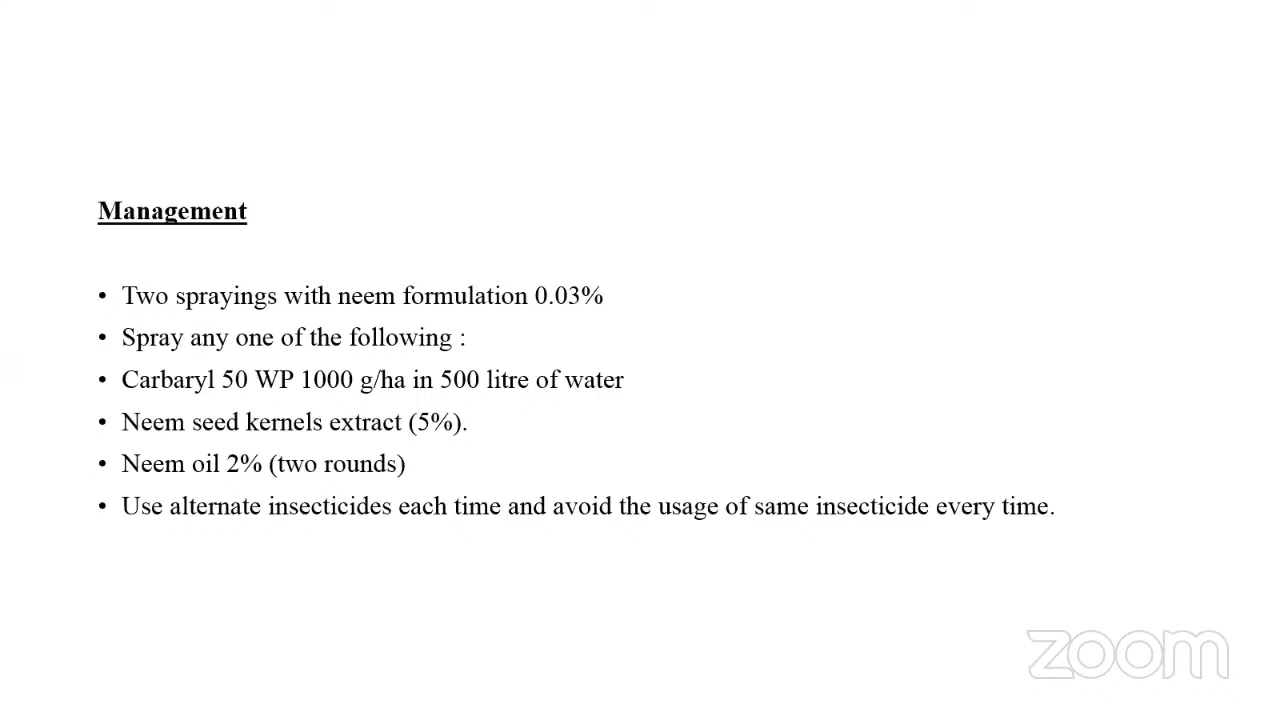 Management
• Two sprayings with neem formulation 0.03%
• Spray any one of the following :
• Carbaryl 50 WP 1000 g/ha in 500 litre of water
• Neem seed kernels extract (5%).
• Neem oil 2% (two rounds)
• Use alternate insecticides each time and avoid the usage of same insecticide every time.
zoom